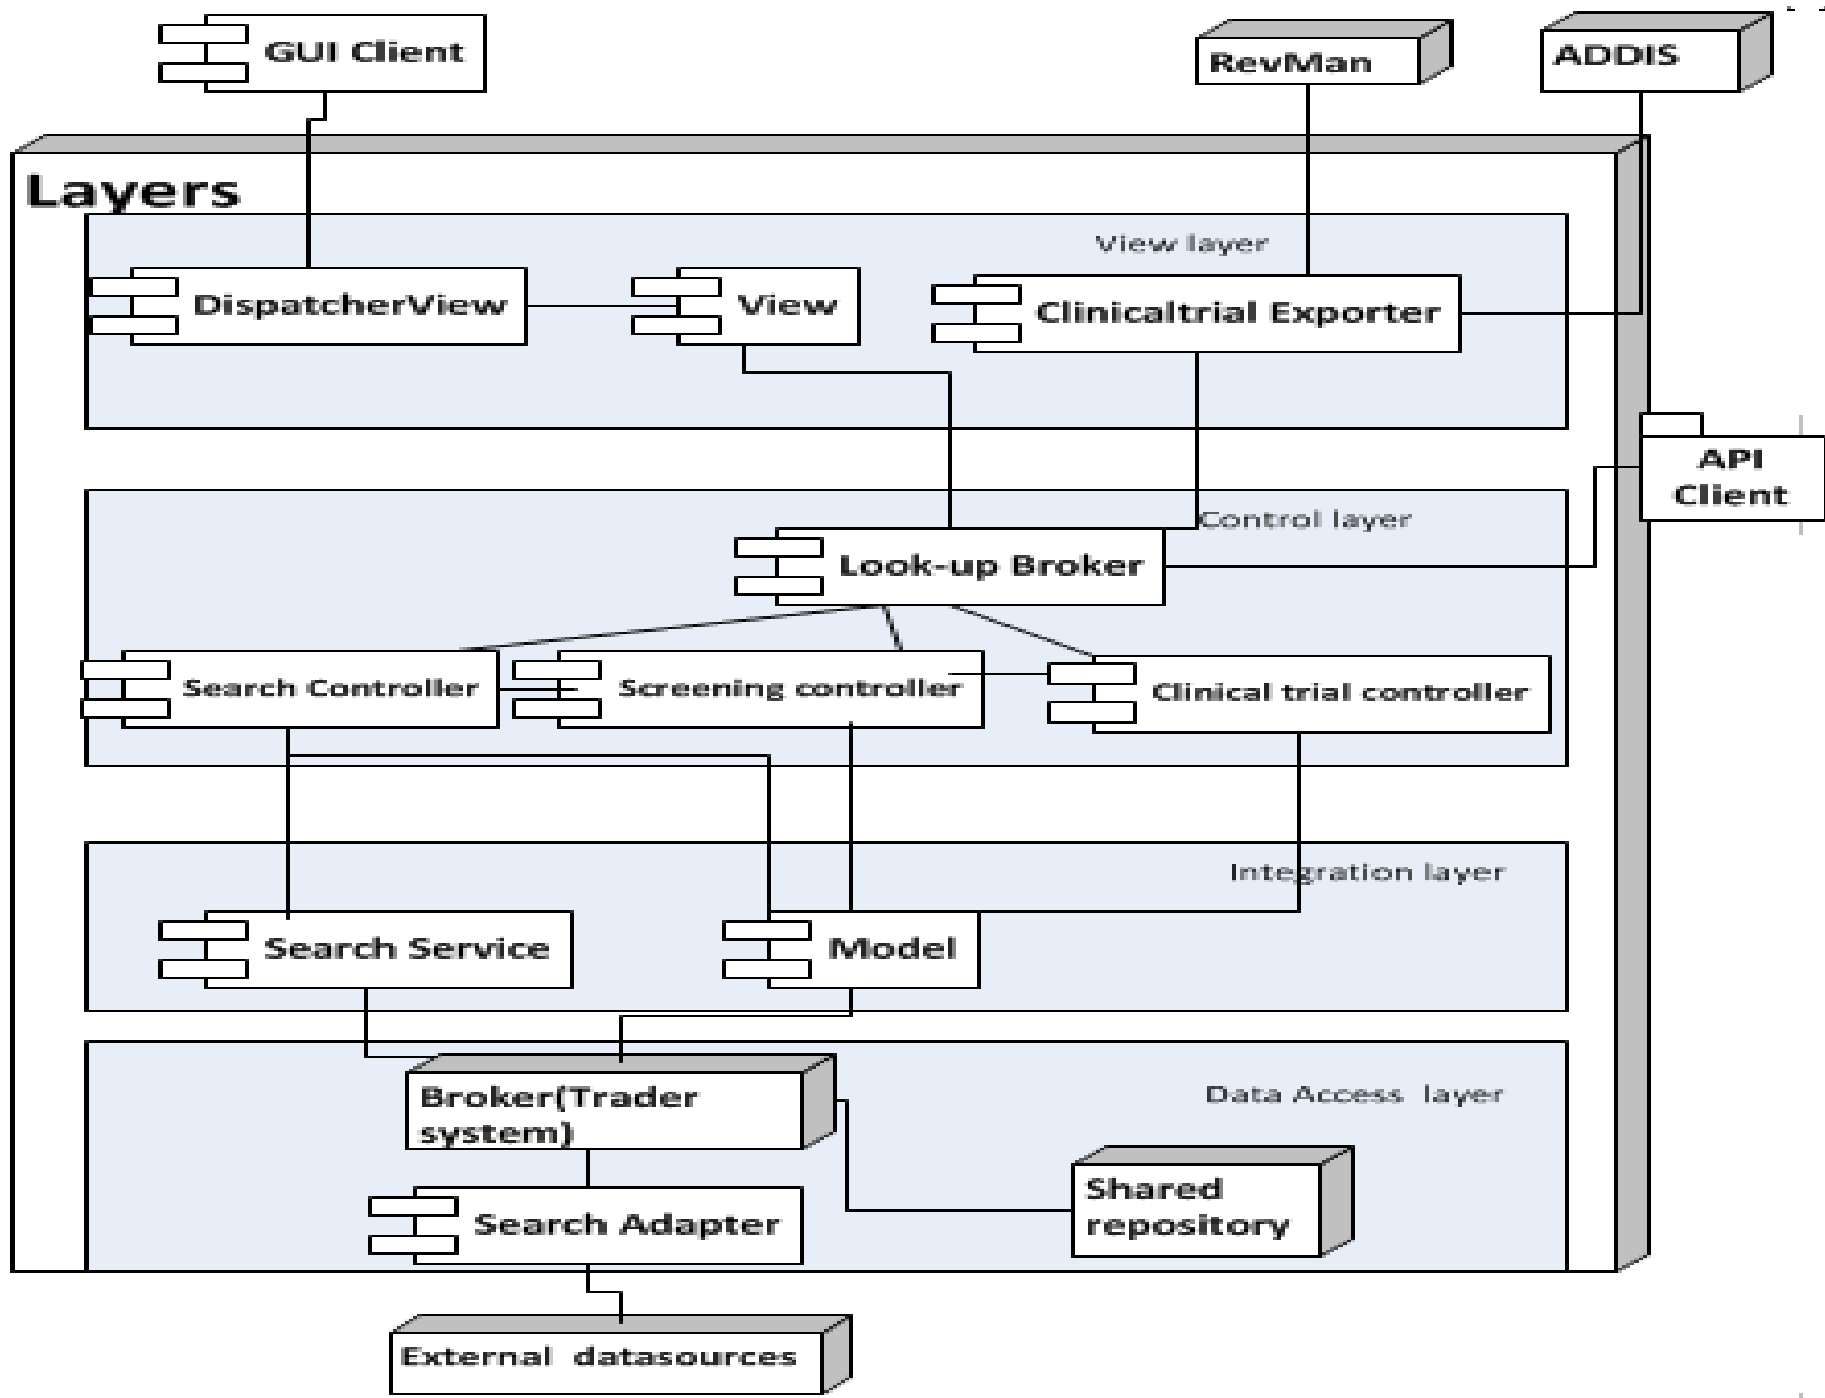 GUI Client
RevMan
ADDIS
Layers
View layer
DispatcherView
View
Clinicaltrial Exporter
API
Client
Control layer
Look-up Broker
Search Controller
Screening controller
Clinical trial controller
Integration layer
Search Service
Model
Data Access layer
Broker(Trader
system)
Shared
repository
Search Adapter
External datasources